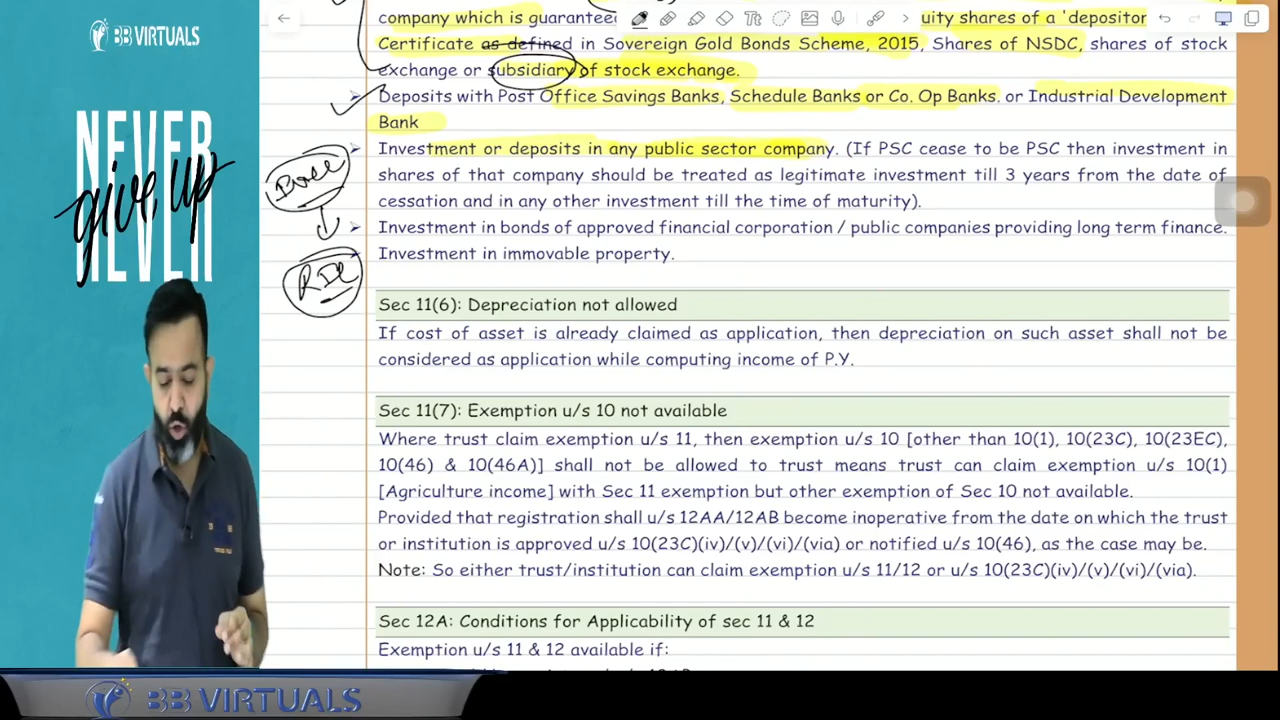 BB VIRTUALS
NEVER
give up
NEVER
company which is guaranteed
uity shares of a 'depositor
Certificate as defined in Sovereign Gold Bonds Scheme, 2015, Shares of NSDC, shares of stock
exchange or subsidiary of stock exchange.
Deposits with Post Office Savings Banks, Schedule Banks or Co. Op Banks. or Industrial Development
Bank
Investment or deposits in any public sector company. (If PSC cease to be PSC then investment in
shares of that company should be treated as legitimate investment till 3 years from the date of
cessation and in any other investment till the time of maturity).
Investment in bonds of approved financial corporation / public companies providing long term finance.
Investment in immovable property.
Sec 11(6): Depreciation not allowed
If cost of asset is already claimed as application, then depreciation on such asset shall not be
considered as application while computing income of P.Y.
Sec 11(7): Exemption u/s 10 not available
Where trust claim exemption u/s 11, then exemption u/s 10 [other than 10(1), 10(23C), 10(23EC),
10(46) & 10(46A)] shall not be allowed to trust means trust can claim exemption u/s 10(1)
[Agriculture income] with Sec 11 exemption but other exemption of Sec 10 not available.
Provided that registration shall u/s 12AA/12AB become inoperative from the date on which the trust
or institution is approved u/s 10(23C)(iv)/(v)/(vi)/(via) or notified u/s 10(46), as the case may be.
Note: So either trust/institution can claim exemption u/s 11/12 or u/s 10(23C)(iv)/(v)/(vi)/(via).
Sec 12A: Conditions for Applicability of sec 11 & 12
Exemption u/s 11 & 12 available if:
BB VIRTUALS